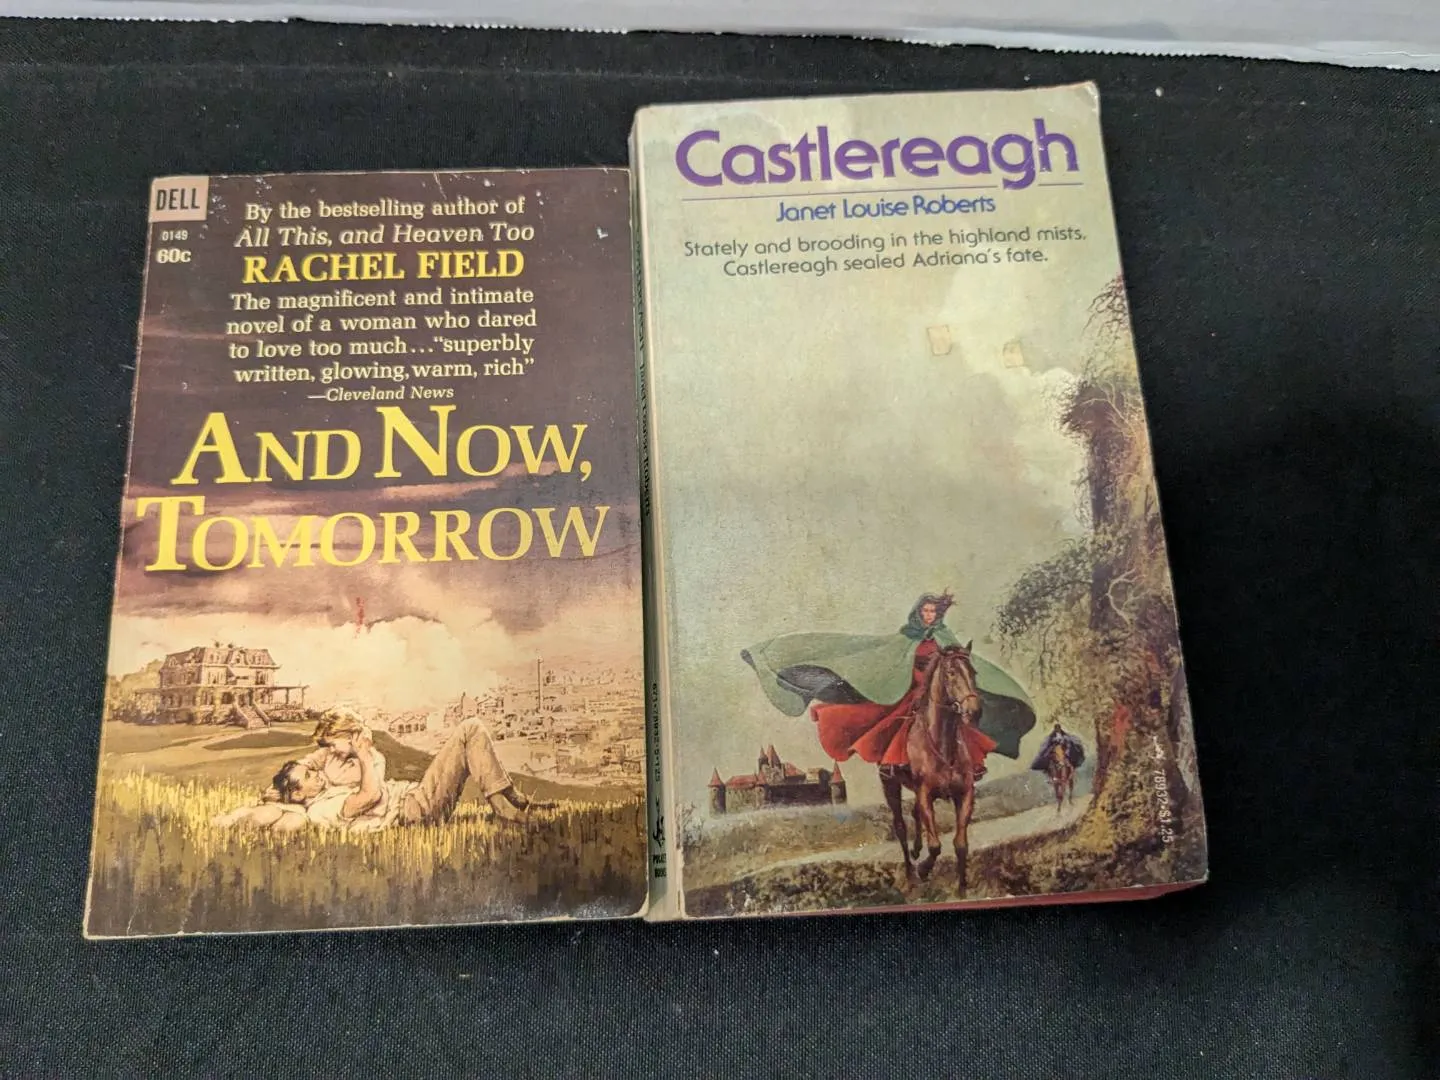 DELL
0149
60c
By the bestselling author of
All This, and Heaven Too
RACHEL FIELD
The magnificent and intimate
novel of a woman who dared
to love too much..."superbly
written, glowing, warm, rich"
—Cleveland News
AND NOW,
TOMORROW
Castlereagh
Janet Louise Roberts
Stately and brooding in the highland mists,
Castlereagh sealed Adriana's fate.